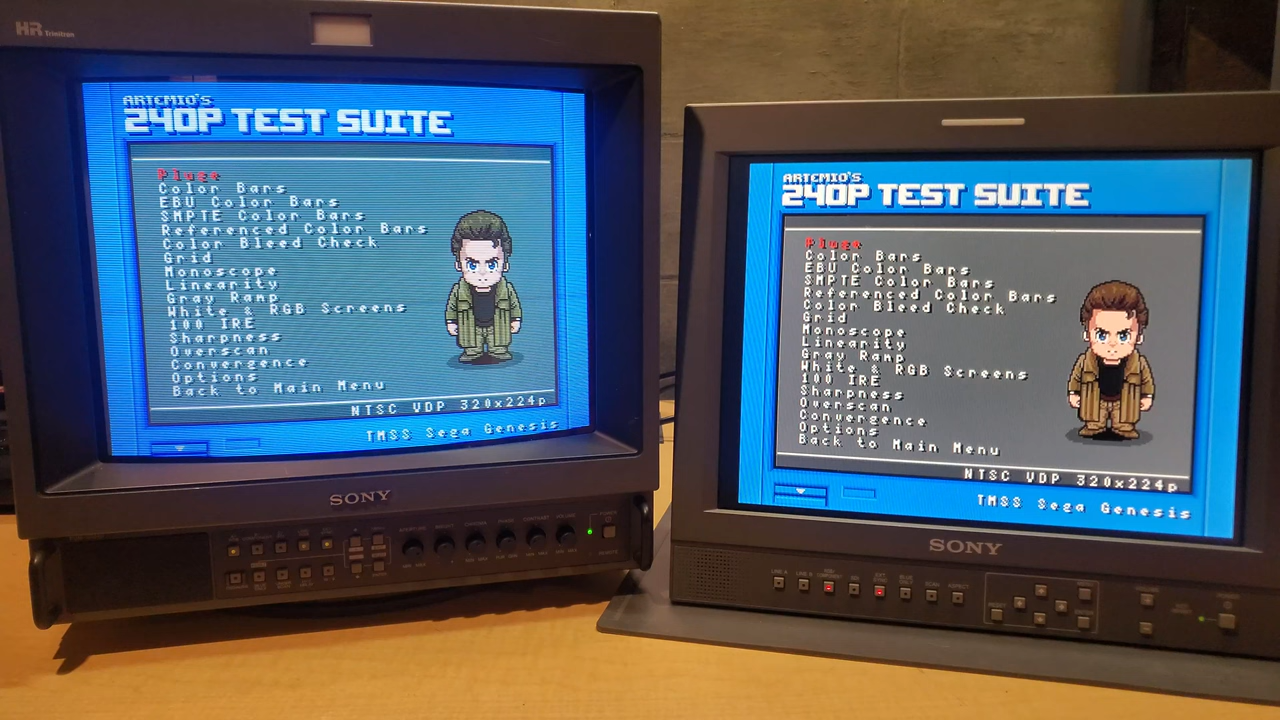 HR Trinitron
ARTEMIO'S
240P TEST SUITE
Pluge
Color Bars
EBU Color Bars
SMPTE Color Bars
Referenced Color Bars
Color Bleed Check
Grid
Monoscope
Linearity
Gray Ramp
White & RGB Screens
100 IRE
Sharpness
Overscan
Convergence
Options
Back to Main Menu
NTSC VDP 320x224p
TMSS Sega Genesis
SONY
ARTEMIO'S
240P TEST SUITE
Pluge
Color Bars
EBU Color Bars
SMPTE Color Bars
Referenced Color Bars
Color Bleed Check
Grid
Monoscope
Linearity
Gray Ramp
White & RGB Screens
100 IRE
Sharpness
Overscan
Convergence
Options
Back to Main Menu
NTSC VDP 320x224p
TMSS Sega Genesis
SONY
LINE A
LINE B
SCAN
ASPECT